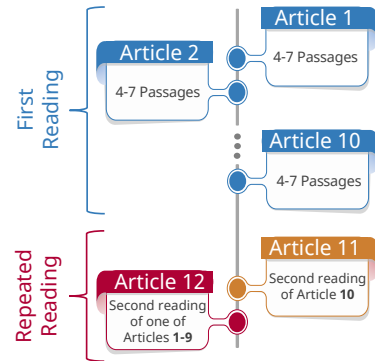 First
Reading
Article 1
4-7 Passages
Article 2
4-7 Passages
Article 10
4-7 Passages
Repeated
Reading
Article 11
Second reading
of Article 10
Article 12
Second reading
of one of
Articles 1-9